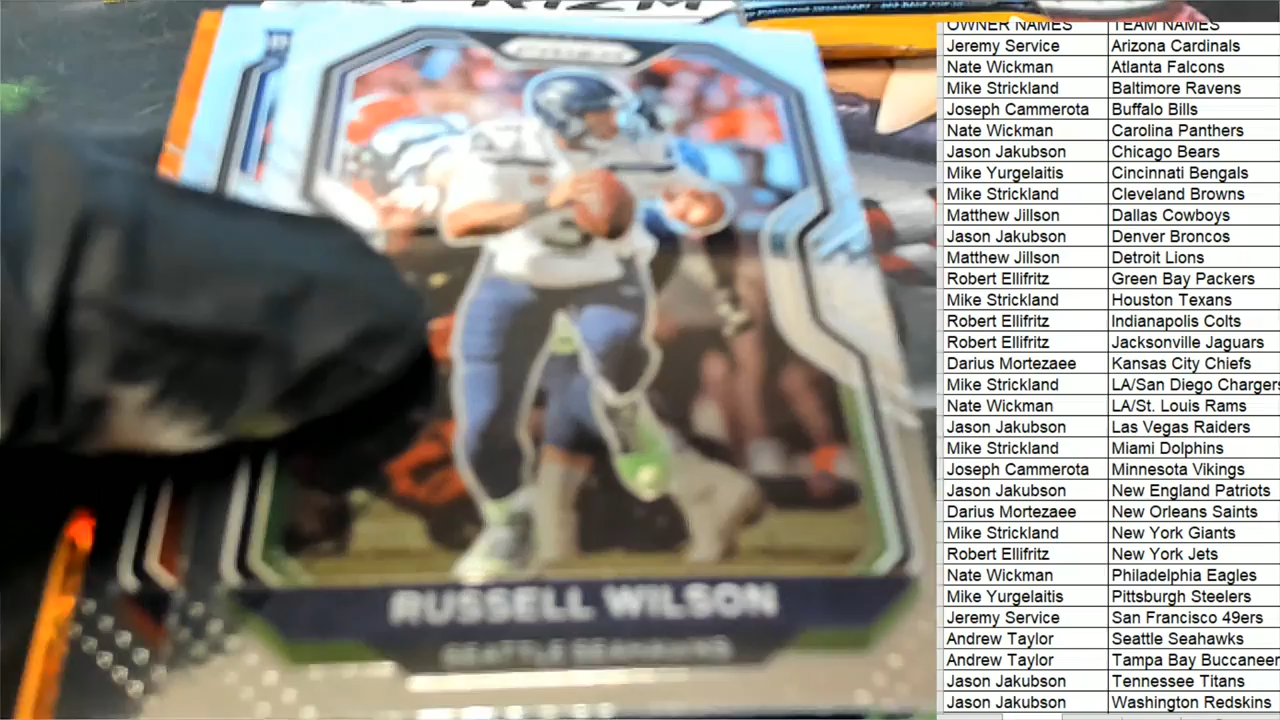 PRIZM
RUSSELL WILSON
SEATTLE SEAHAWKS
OWNER NAMES TEAM NAMES
Jeremy Service Arizona Cardinals
Nate Wickman Atlanta Falcons
Mike Strickland Baltimore Ravens
Joseph Cammerota Buffalo Bills
Nate Wickman Carolina Panthers
Jason Jakubson Chicago Bears
Mike Yurgelaitis Cincinnati Bengals
Mike Strickland Cleveland Browns
Matthew Jillson Dallas Cowboys
Jason Jakubson Denver Broncos
Matthew Jillson Detroit Lions
Robert Ellifritz Green Bay Packers
Mike Strickland Houston Texans
Robert Ellifritz Indianapolis Colts
Robert Ellifritz Jacksonville Jaguars
Darius Mortezaee Kansas City Chiefs
Mike Strickland LA/San Diego Chargers
Nate Wickman LA/St. Louis Rams
Jason Jakubson Las Vegas Raiders
Mike Strickland Miami Dolphins
Joseph Cammerota Minnesota Vikings
Jason Jakubson New England Patriots
Darius Mortezaee New Orleans Saints
Mike Strickland New York Giants
Robert Ellifritz New York Jets
Nate Wickman Philadelphia Eagles
Mike Yurgelaitis Pittsburgh Steelers
Jeremy Service San Francisco 49ers
Andrew Taylor Seattle Seahawks
Andrew Taylor Tampa Bay Buccaneer
Jason Jakubson Tennessee Titans
Jason Jakubson Washington Redskins